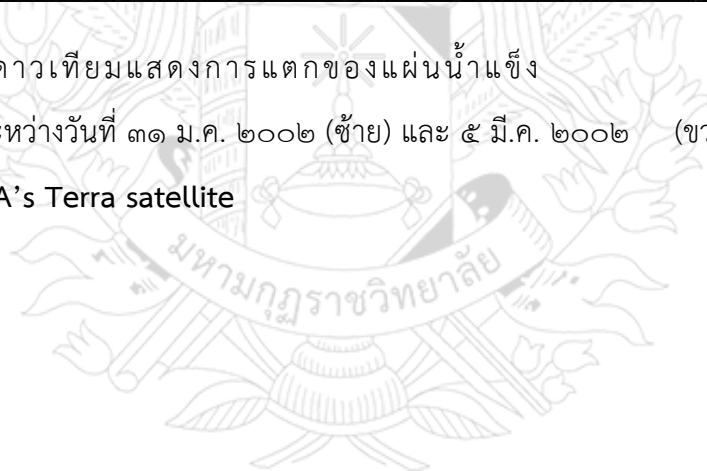 ดาวเทียมแสดงการแตกของแผ่นน้ำแข็ง
ะหว่างวันที่ ๓๑ ม.ค. ๒๐๐๒ (ซ้าย) และ ๕ มี.ค. ๒๐๐๒ (ขว
A's Terra satellite
มหามกุฏราชวิทยาลัย